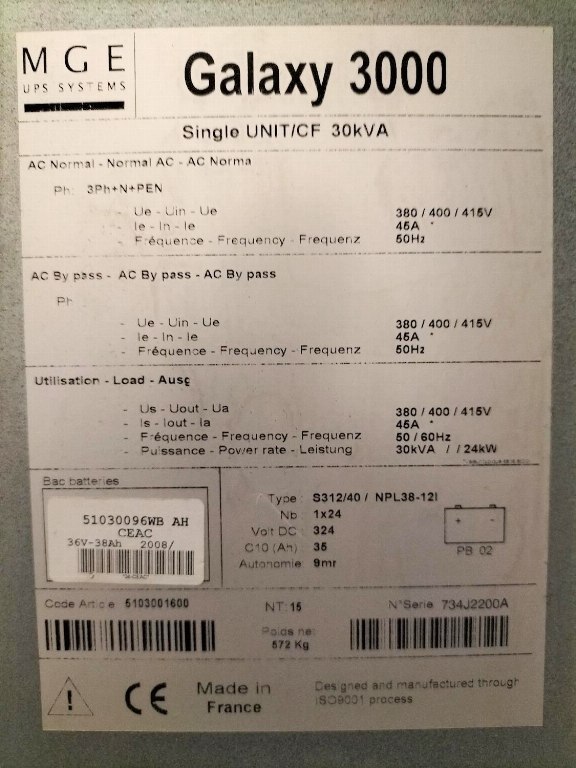 MGE
UPS SYSTEMS
Galaxy 3000
Single UNIT/CF 30kVA
AC Normal - Normal AC - AC Norma
Ph: 3Ph+N+PEN
- Ue - Uin - Ue 380 / 400 / 415V
- Ie - In - Ie 45A *
- Fréquence - Frequency - Frequenz 50Hz
AC By pass - AC By pass - AC By pass
Ph
- Ue - Uin - Ue 380 / 400 / 415V
- Ie - In - Ie 45A *
- Fréquence - Frequency - Frequenz 50Hz
Utilisation - Load - Ausg
- Us - Uout - Ua 380 / 400 / 415V
- Is - Iout - Ia 45A *
- Fréquence - Frequency - Frequenz 50 / 60Hz
- Puissance - Power rate - Leistung 30kVA / / 24kW
Bac batteries
51030096WB AH
CEAC
36V-38Ah 2008/
Type : S312/40 / NPL38-12I
Nb : 1x24
Volt DC : 324
C10 (Ah) : 35
Autonomie : 9mr
+ -
PB 02
Code Article 5103001600
NT: 15
N°Serie 734J2200A
Poids net
572 Kg
! CE
Made in
France
Designed and manufactured through
ISO9001 process